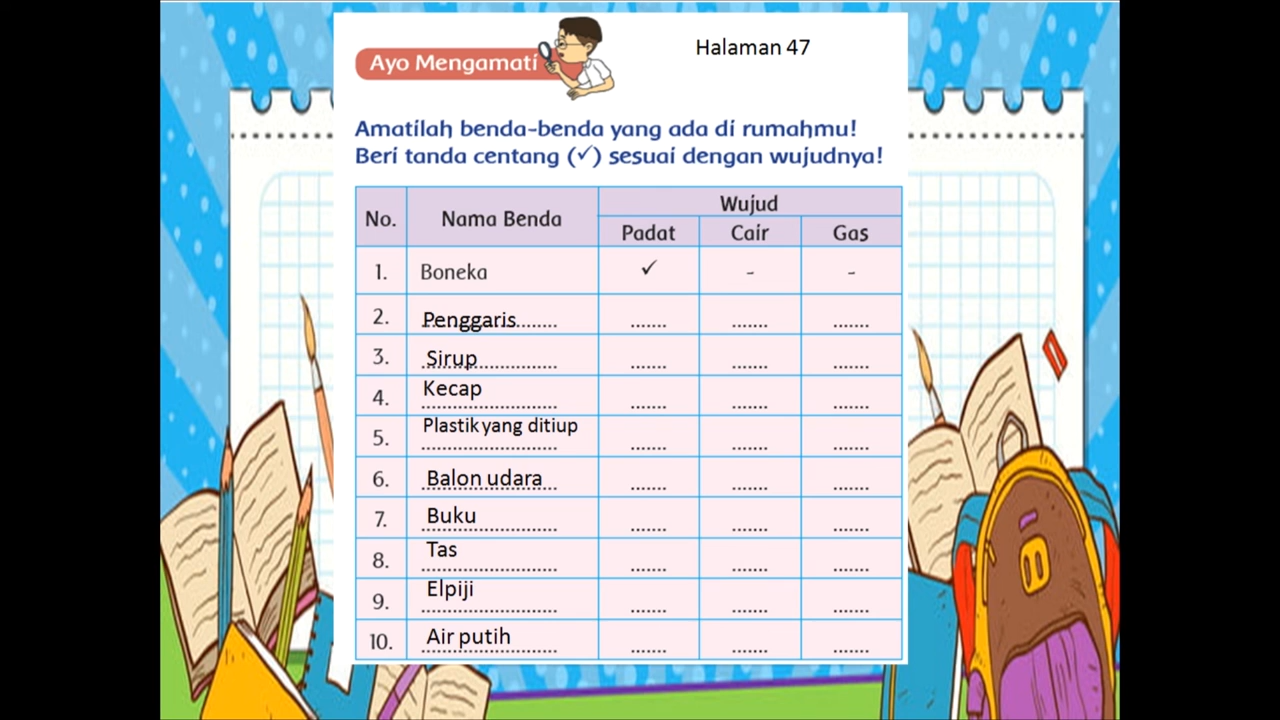 Halaman 47
Ayo Mengamati
Amatilah benda-benda yang ada di rumahmu!
Beri tanda centang (✓) sesuai dengan wujudnya!
No. Nama Benda Wujud
Padat Cair Gas
1. Boneka ✓ - -
2. Penggaris ....... ....... .......
3. Sirup ....... ....... .......
4. Kecap ....... ....... .......
5. Plastik yang ditiup ....... ....... .......
6. Balon udara ....... ....... .......
7. Buku ....... ....... .......
8. Tas ....... ....... .......
9. Elpiji ....... ....... .......
10. Air putih ....... ....... .......